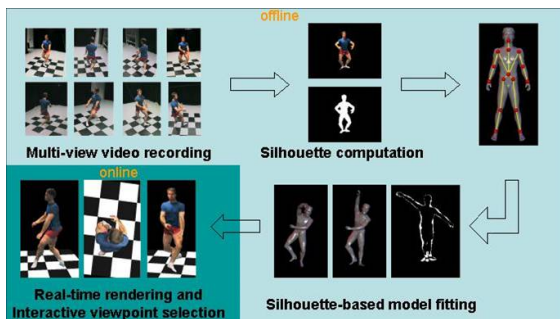 offline
Multi-view video recording
Silhouette computation
online
Real-time rendering and
Interactive viewpoint selection
Silhouette-based model fitting